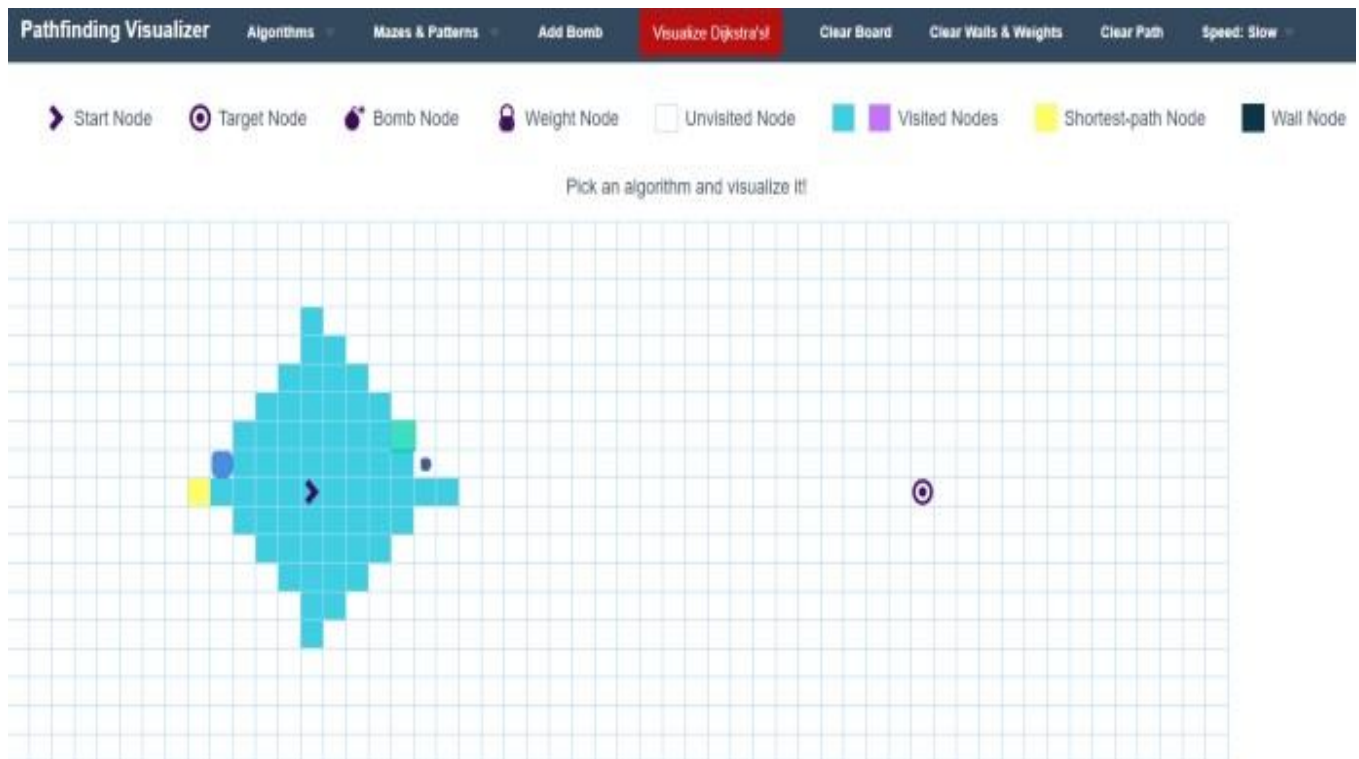 Pathfinding Visualizer Algorithms Mazes & Patterns Add Bomb Visualize Dijkstra's! Clear Board Clear Walls & Weights Clear Path Speed: Slow
Start Node Target Node Bomb Node Weight Node Unvisited Node Visited Nodes Shortest-path Node Wall Node
Pick an algorithm and visualize it!